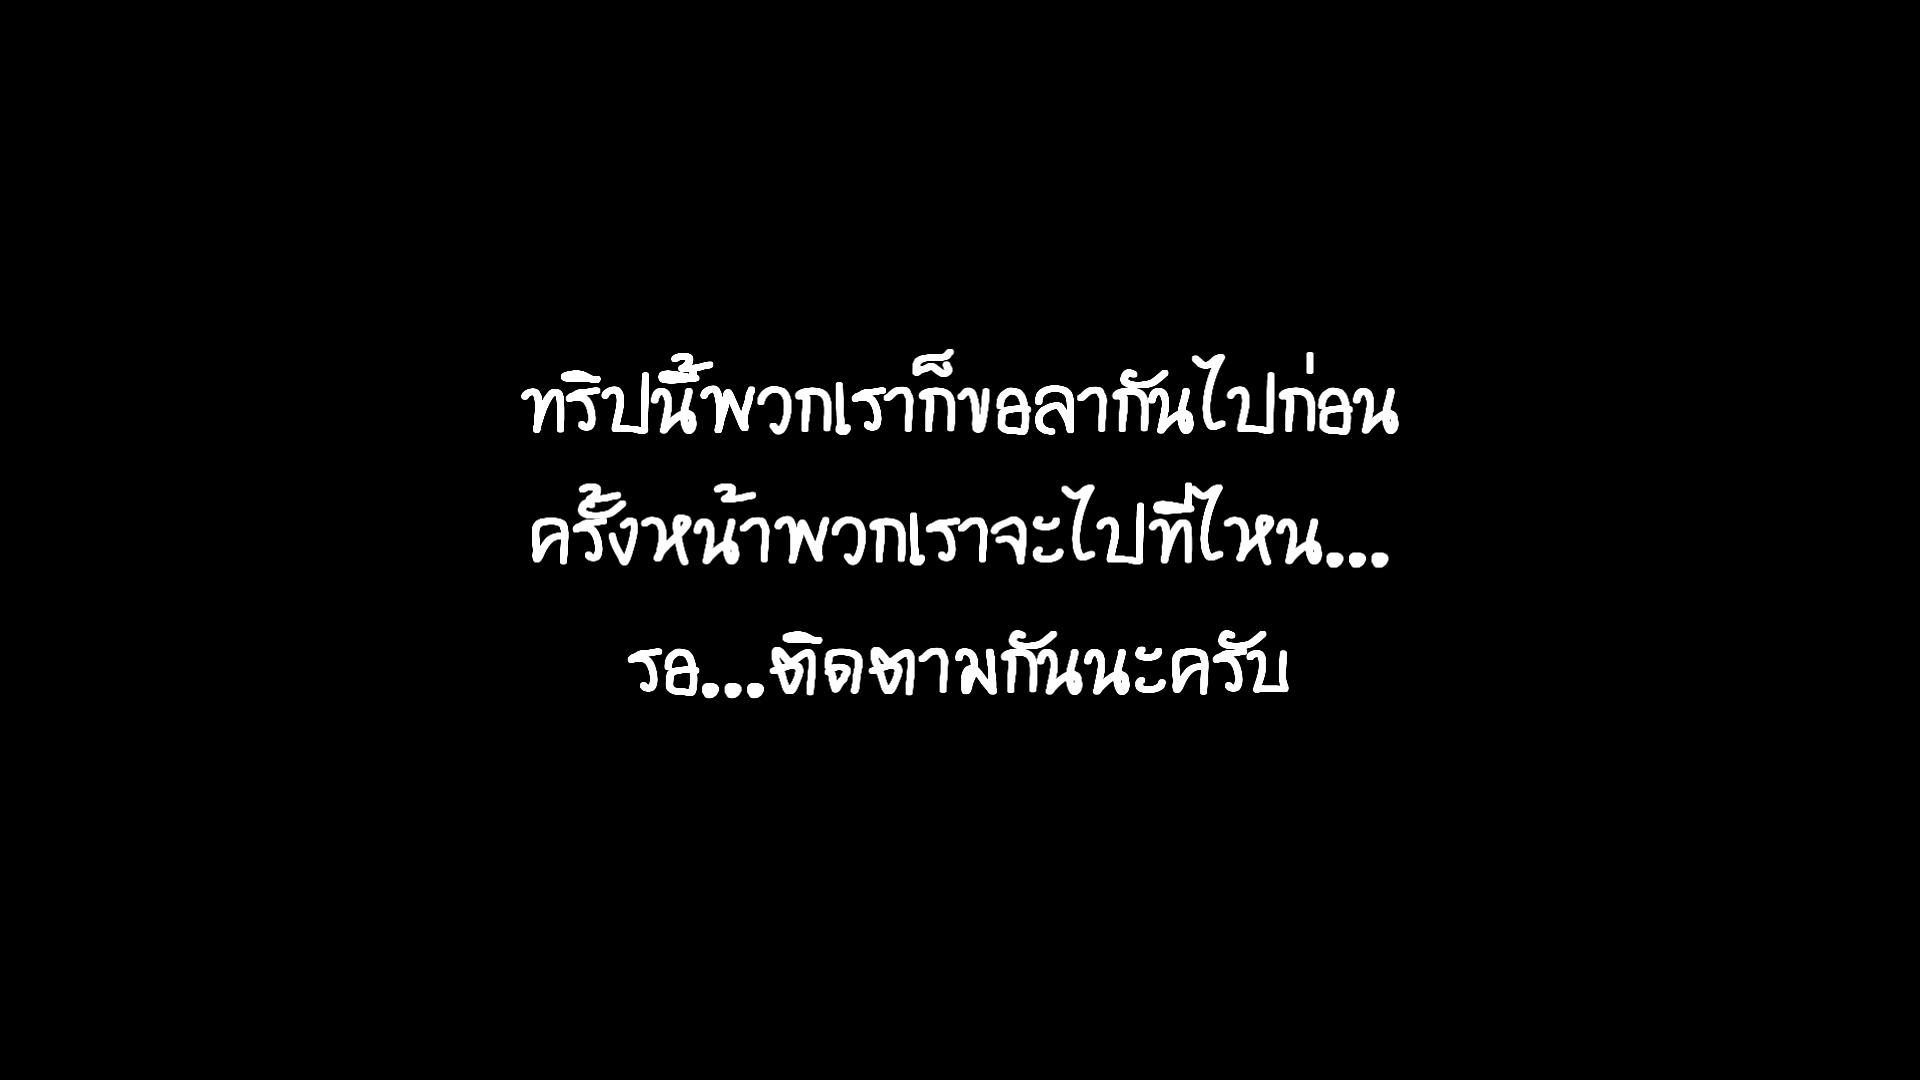 ทริปนี้พวกเราก็ขอลากันไปก่อน
ครั้งหน้าพวกเราจะไปที่ไหน...
รอ...ติดตามกันนะครับ